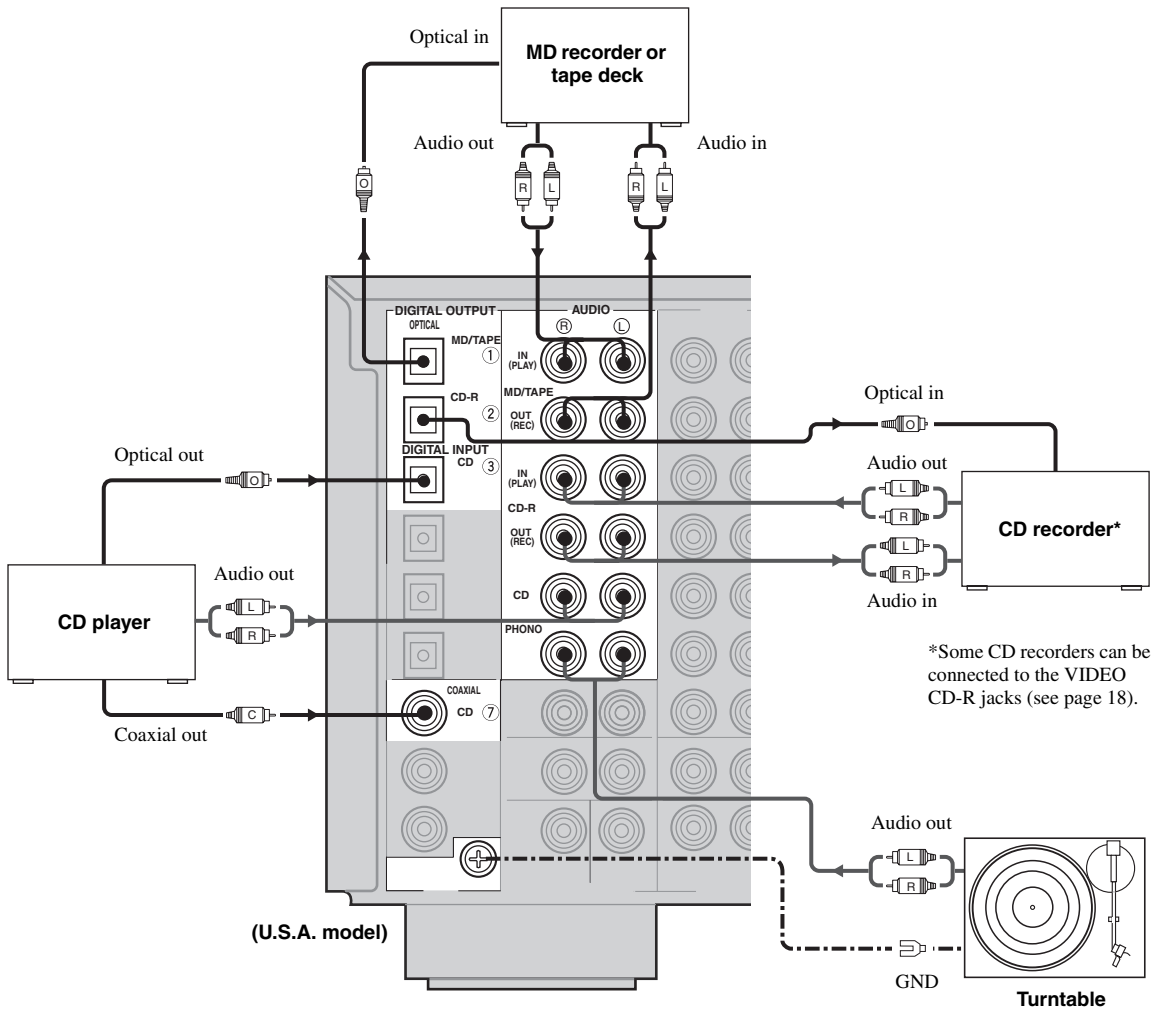 Optical in
MD recorder or
tape deck
Audio out
Audio in
R
L
R
L
O
DIGITAL OUTPUT
OPTICAL
AUDIO
R
L
MD/TAPE
1
IN
(PLAY)
MD/TAPE
CD-R
2
OUT
(REC)
Optical in
O
DIGITAL INPUT
CD
3
IN
(PLAY)
Optical out
O
Audio out
L
R
CD-R
OUT
(REC)
CD recorder*
L
R
Audio in
Audio out
L
R
CD player
CD
PHONO
*Some CD recorders can be
connected to the VIDEO
CD-R jacks (see page 18).
COAXIAL
CD
7
C
Coaxial out
Audio out
L
R
(U.S.A. model)
GND
Turntable